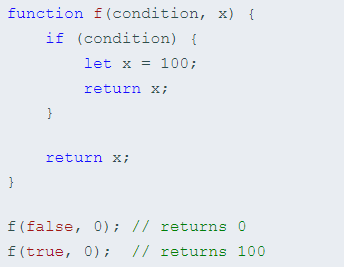 function f(condition, x) {
    if (condition) {
        let x = 100;
        return x;
    }

    return x;
}

f(false, 0); // returns 0
f(true, 0);  // returns 100